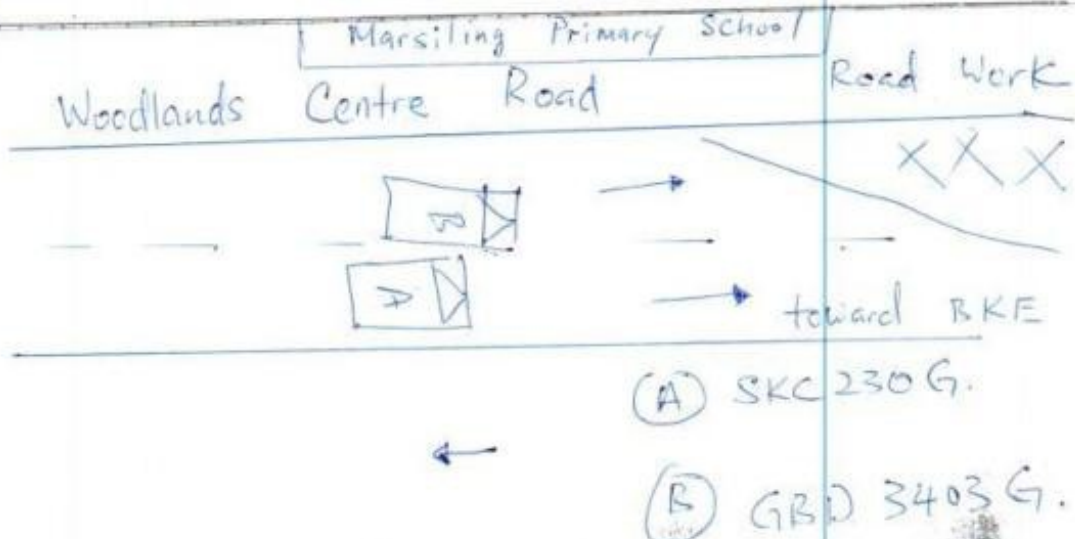 Marsiling Primary School
Road Work
Woodlands Centre Road
X X X
B
A
toward BKE
(A) SKC 230 G.
(B) GBD 3403 G.